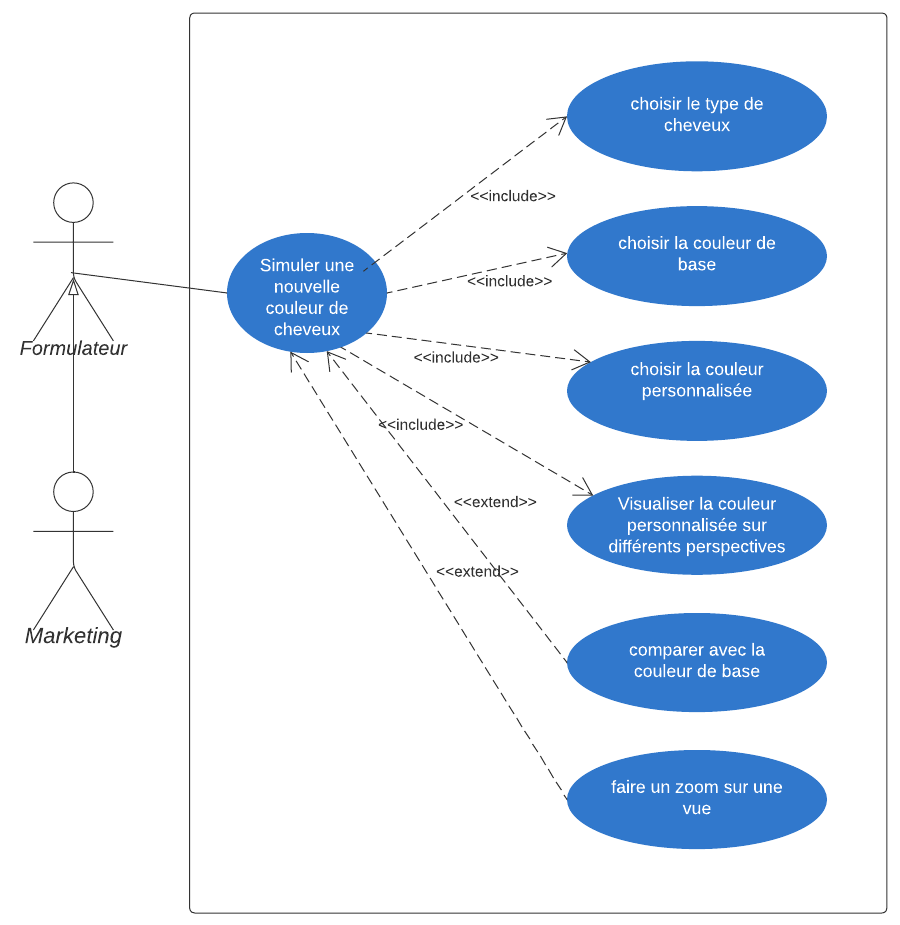 choisir le type de
cheveux
<<include>>
choisir la couleur de
base
Simuler une
nouvelle
couleur de
cheveux
<<include>>
Formulateur
<<include>>
choisir la couleur
personnalisée
<<include>>
<<extend>>
Visualiser la couleur
personnalisée sur
différents perspectives
<<extend>>
Marketing
comparer avec la
couleur de base
faire un zoom sur une
vue